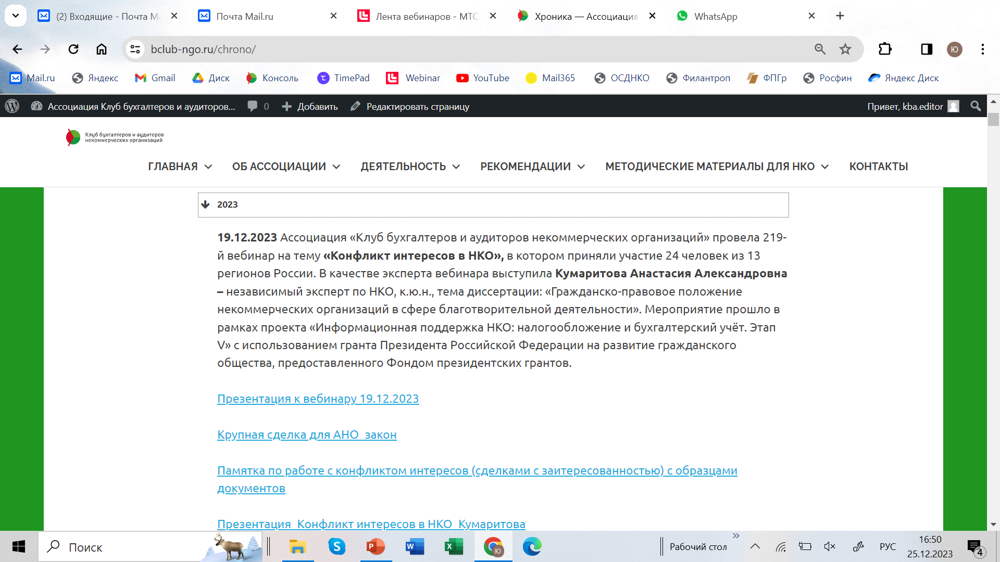 (2) Входящие - Почта Ma
Почта Mail.ru
Лента вебинаров - МТС
Хроника — Ассоциация
WhatsApp
bclub-ngo.ru/chrono/
Ю
Mail.ru
Яндекс
Gmail
Диск
Консоль
TimePad
Webinar
YouTube
Mail365
ОСДНКО
Филантроп
ФПГр
Росфин
Яндекс Диск
Ассоциация Клуб бухгалтеров и аудиторов...
0
Добавить
Редактировать страницу
Привет, kba.editor
Клуб бухгалтеров и аудиторов
некоммерческих организаций
ГЛАВНАЯ
ОБ АССОЦИАЦИИ
ДЕЯТЕЛЬНОСТЬ
РЕКОМЕНДАЦИИ
МЕТОДИЧЕСКИЕ МАТЕРИАЛЫ ДЛЯ НКО
КОНТАКТЫ
2023
19.12.2023 Ассоциация «Клуб бухгалтеров и аудиторов некоммерческих организаций» провела 219-
й вебинар на тему «Конфликт интересов в НКО», в котором приняли участие 24 человек из 13
регионов России. В качестве эксперта вебинара выступила Кумаритова Анастасия Александровна
– независимый эксперт по НКО, к.ю.н., тема диссертации: «Гражданско-правовое положение
некоммерческих организаций в сфере благотворительной деятельности». Мероприятие прошло в
рамках проекта «Информационная поддержка НКО: налогообложение и бухгалтерский учёт. Этап
V» с использованием гранта Президента Российской Федерации на развитие гражданского
общества, предоставленного Фондом президентских грантов.
Презентация к вебинару 19.12.2023
Крупная сделка для АНО_закон
Памятка по работе с конфликтом интересов (сделками с заитересованностью) с образцами
документов
Презентация_Конфликт интересов в НКО_Кумаритова
Поиск
Рабочий стол
РУС
16:50
25.12.2023
4